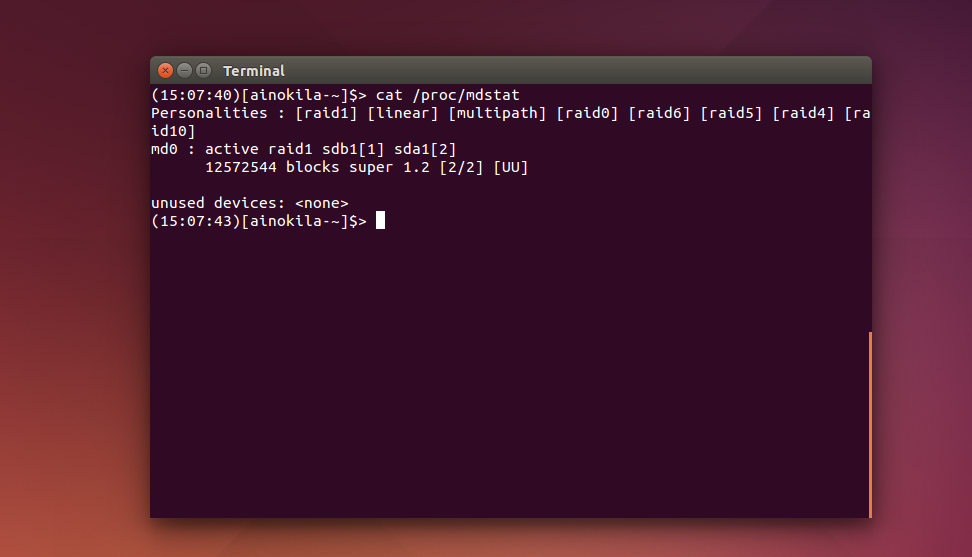 Terminal
(15:07:40)[ainokila-~]$> cat /proc/mdstat
Personalities : [raid1] [linear] [multipath] [raid0] [raid6] [raid5] [raid4] [ra
id10]
md0 : active raid1 sdb1[1] sda1[2]
      12572544 blocks super 1.2 [2/2] [UU]
unused devices: <none>
(15:07:43)[ainokila-~]$>